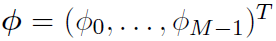 ϕ = (ϕ₀, . . . , ϕ_{M−1})ᵀ